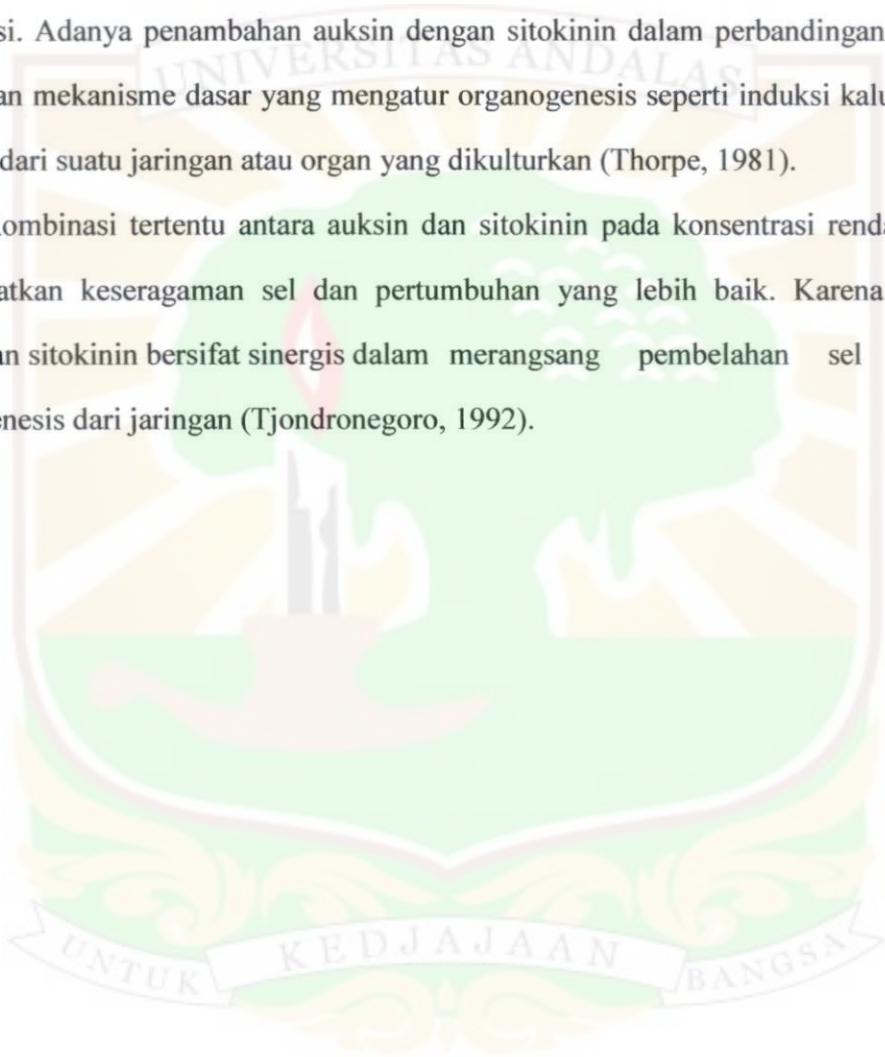 UNIVERSITAS ANDALAS
si. Adanya penambahan auksin dengan sitokinin dalam perbandingan
an mekanisme dasar yang mengatur organogenesis seperti induksi kalu
dari suatu jaringan atau organ yang dikulturkan (Thorpe, 1981).
ombinasi tertentu antara auksin dan sitokinin pada konsentrasi renda
atkan keseragaman sel dan pertumbuhan yang lebih baik. Karena
n sitokinin bersifat sinergis dalam merangsang pembelahan sel
enesis dari jaringan (Tjondronegoro, 1992).
UNTUK KEDJAJAAN BANGSA